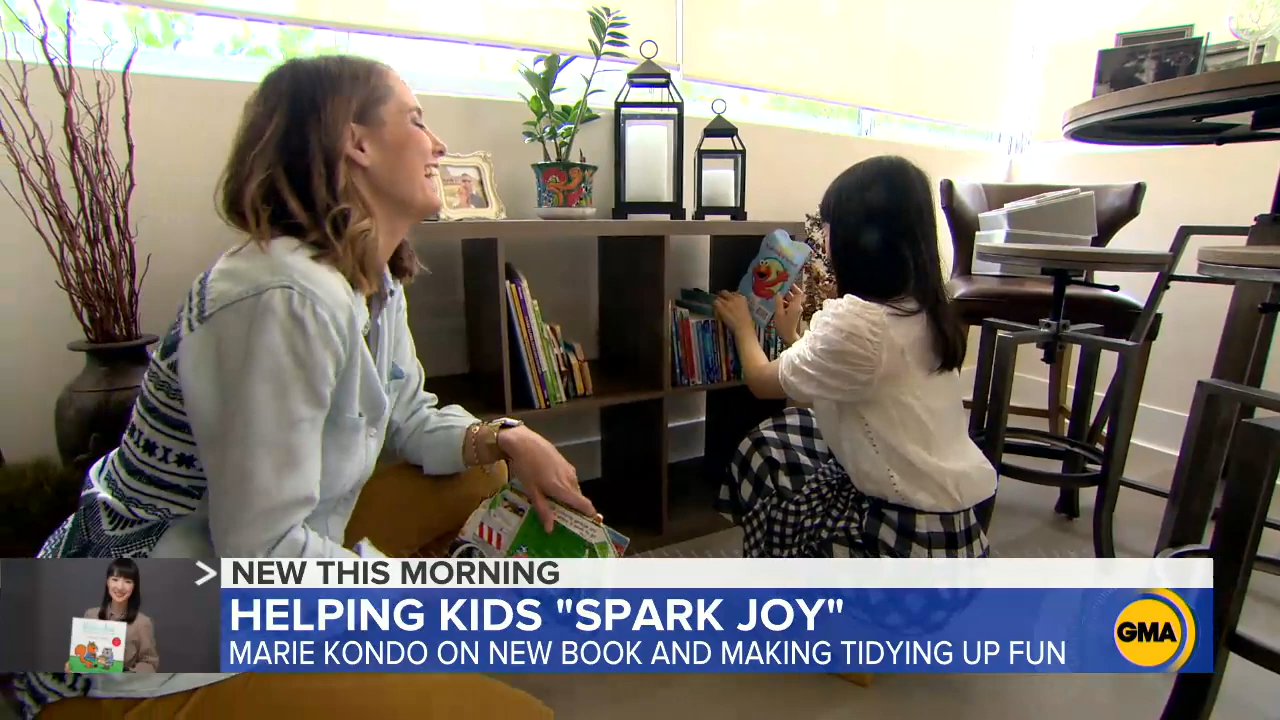 NEW THIS MORNING
HELPING KIDS "SPARK JOY"
MARIE KONDO ON NEW BOOK AND MAKING TIDYING UP FUN
GMA